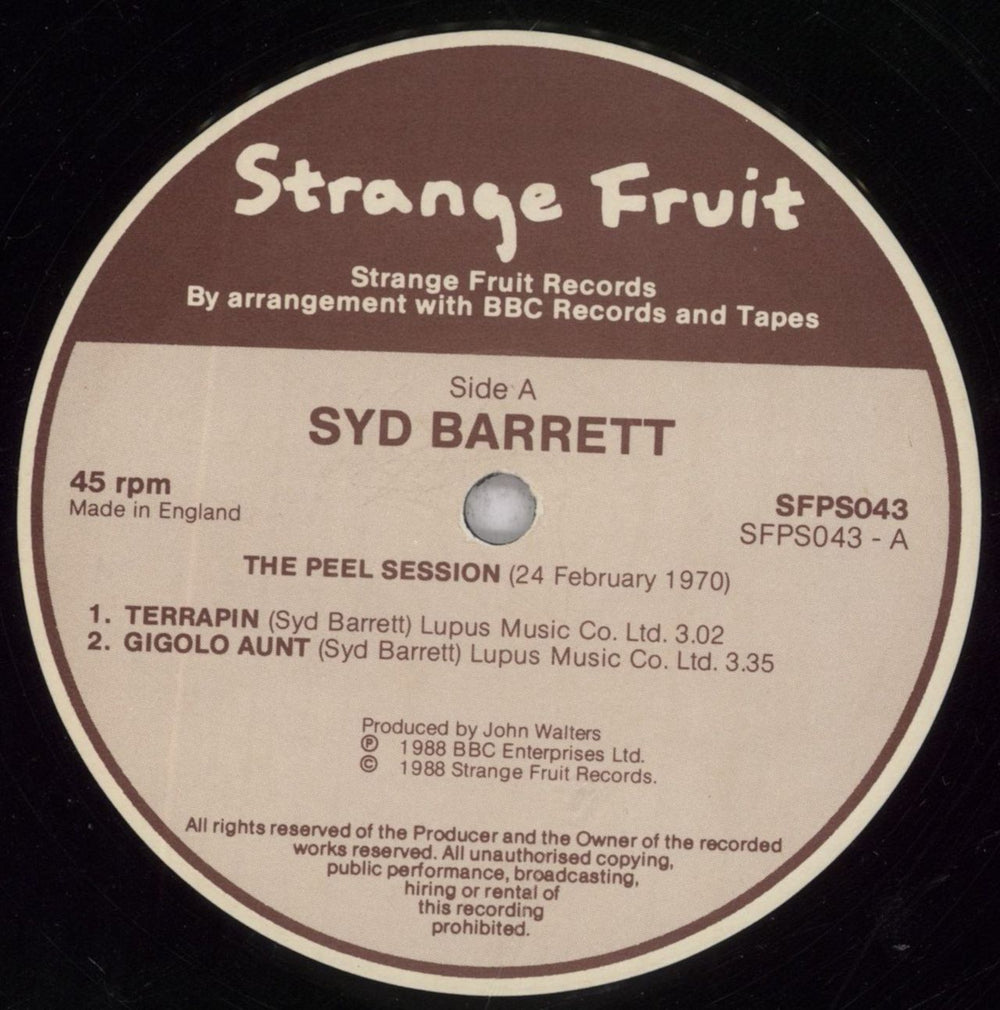 Strange Fruit
Strange Fruit Records
By arrangement with BBC Records and Tapes
Side A
SYD BARRETT
45 rpm
Made in England
SFPS043
SFPS043 - A
THE PEEL SESSION (24 February 1970)
1. TERRAPIN (Syd Barrett) Lupus Music Co. Ltd. 3.02
2. GIGOLO AUNT (Syd Barrett) Lupus Music Co. Ltd. 3.35
Produced by John Walters
℗ 1988 BBC Enterprises Ltd.
© 1988 Strange Fruit Records.
All rights reserved of the Producer and the Owner of the recorded
works reserved. All unauthorised copying,
public performance, broadcasting,
hiring or rental of
this recording
prohibited.